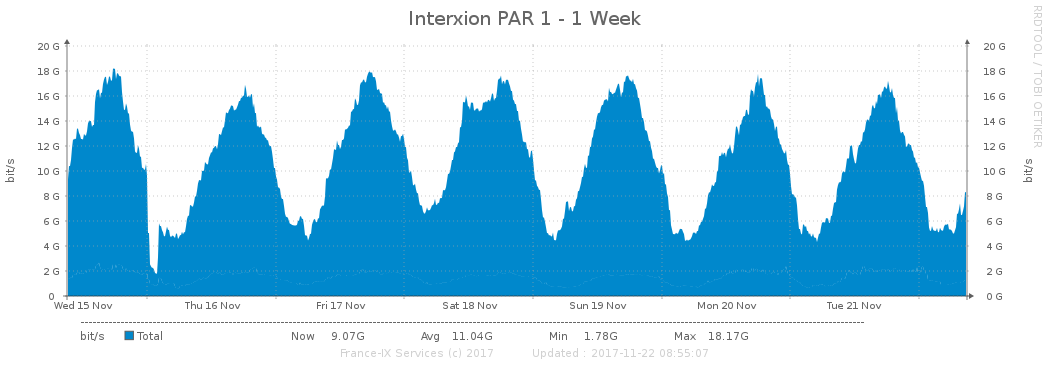 Interxion PAR 1 - 1 Week
RRDTOOL / TOBI OETIKER
bit/s
bit/s
20 G 20 G
18 G 18 G
16 G 16 G
14 G 14 G
12 G 12 G
10 G 10 G
8 G 8 G
6 G 6 G
4 G 4 G
2 G 2 G
0 0 G
Wed 15 Nov Thu 16 Nov Fri 17 Nov Sat 18 Nov Sun 19 Nov Mon 20 Nov Tue 21 Nov
bit/s Total Now 9.07G Avg 11.04G Min 1.78G Max 18.17G
France-IX Services (c) 2017 Updated : 2017-11-22 08:55:07